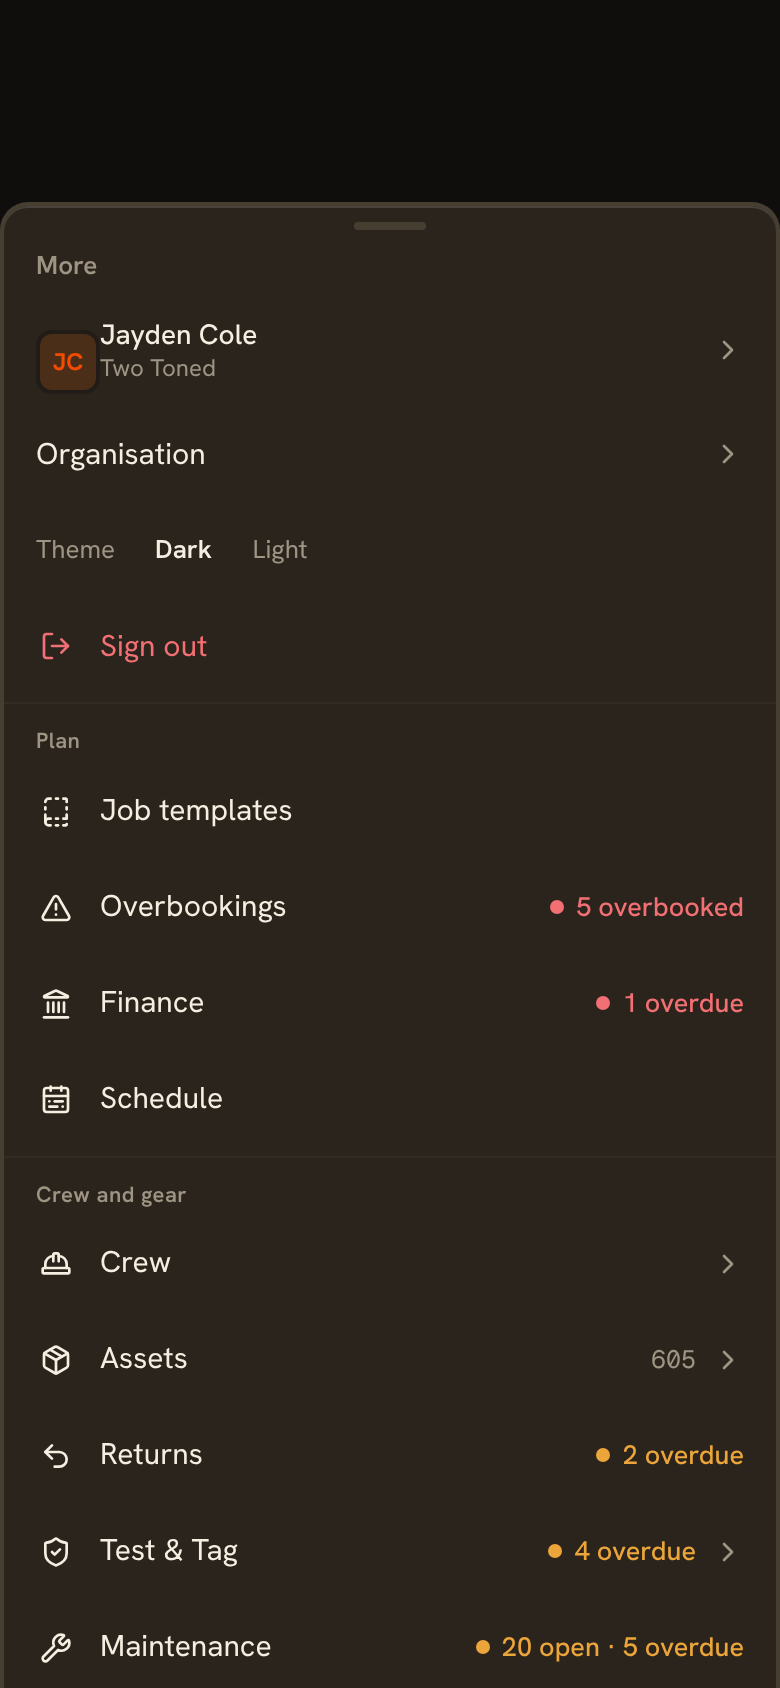 More
Jayden Cole
JC
Two Toned
Organisation
Theme Dark Light
Sign out
Plan
Job templates
Overbookings 5 overbooked
Finance 1 overdue
Schedule
Crew and gear
Crew
Assets 605
Returns 2 overdue
Test & Tag 4 overdue
Maintenance 20 open · 5 overdue